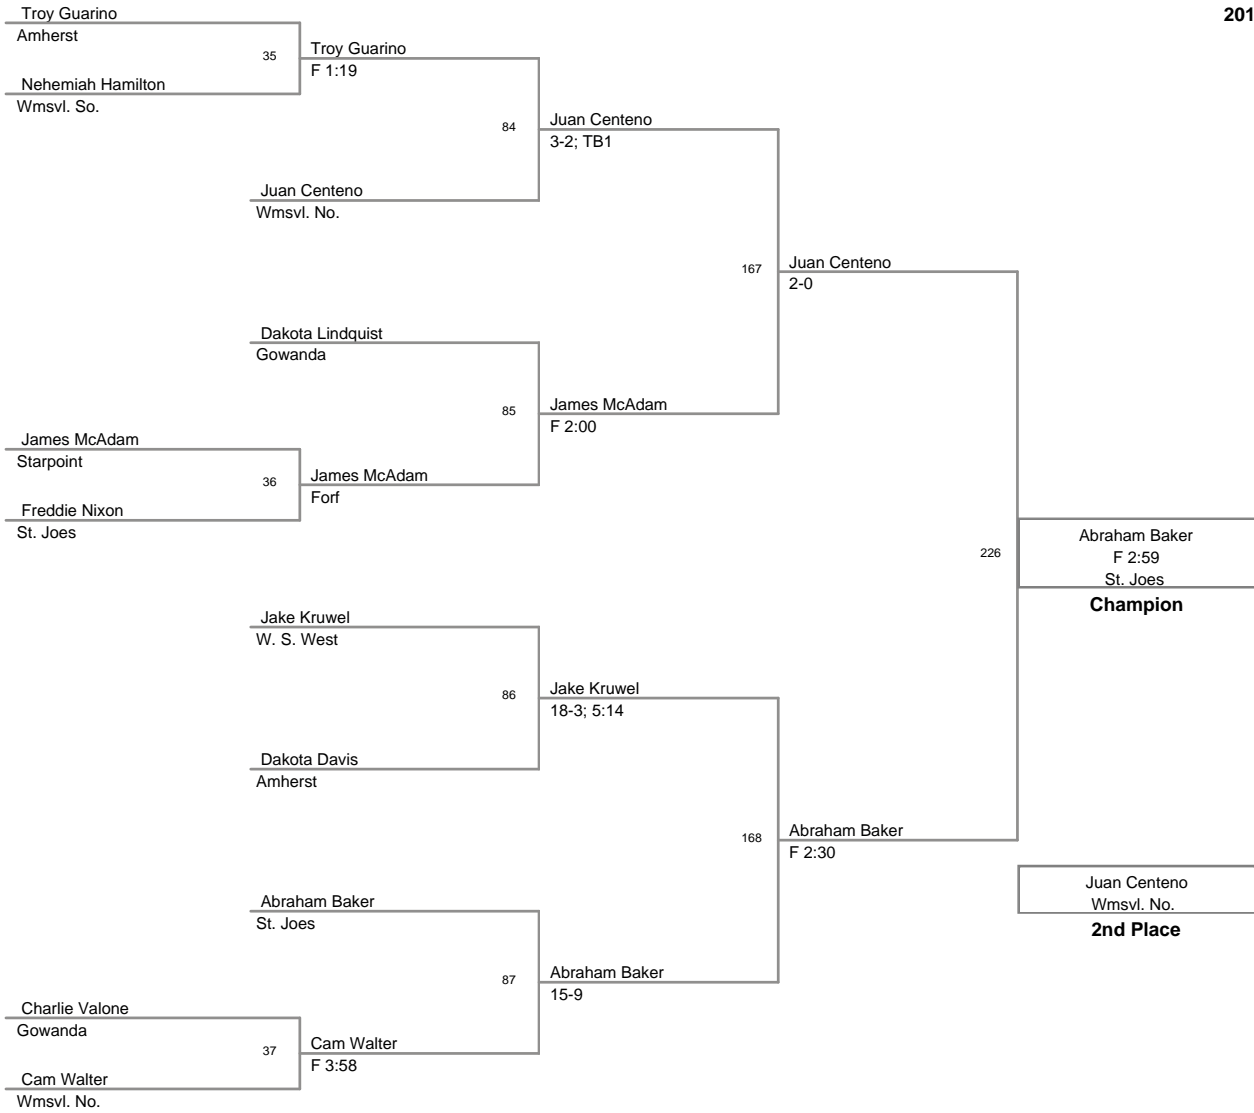 Troy Guarino
201
Amherst
35
Troy Guarino
F 1:19
Nehemiah Hamilton
Wmsvl. So.
84
Juan Centeno
3-2; TB1
Juan Centeno
Wmsvl. No.
167
Juan Centeno
2-0
Dakota Lindquist
Gowanda
85
James McAdam
F 2:00
James McAdam
Starpoint
36
James McAdam
Forf
Freddie Nixon
St. Joes
226
Abraham Baker
F 2:59
St. Joes
Champion
Jake Kruwel
W. S. West
86
Jake Kruwel
18-3; 5:14
Dakota Davis
Amherst
168
Abraham Baker
F 2:30
Abraham Baker
St. Joes
Juan Centeno
Wmsvl. No.
2nd Place
87
Abraham Baker
15-9
Charlie Valone
Gowanda
37
Cam Walter
F 3:58
Cam Walter
Wmsvl. No.